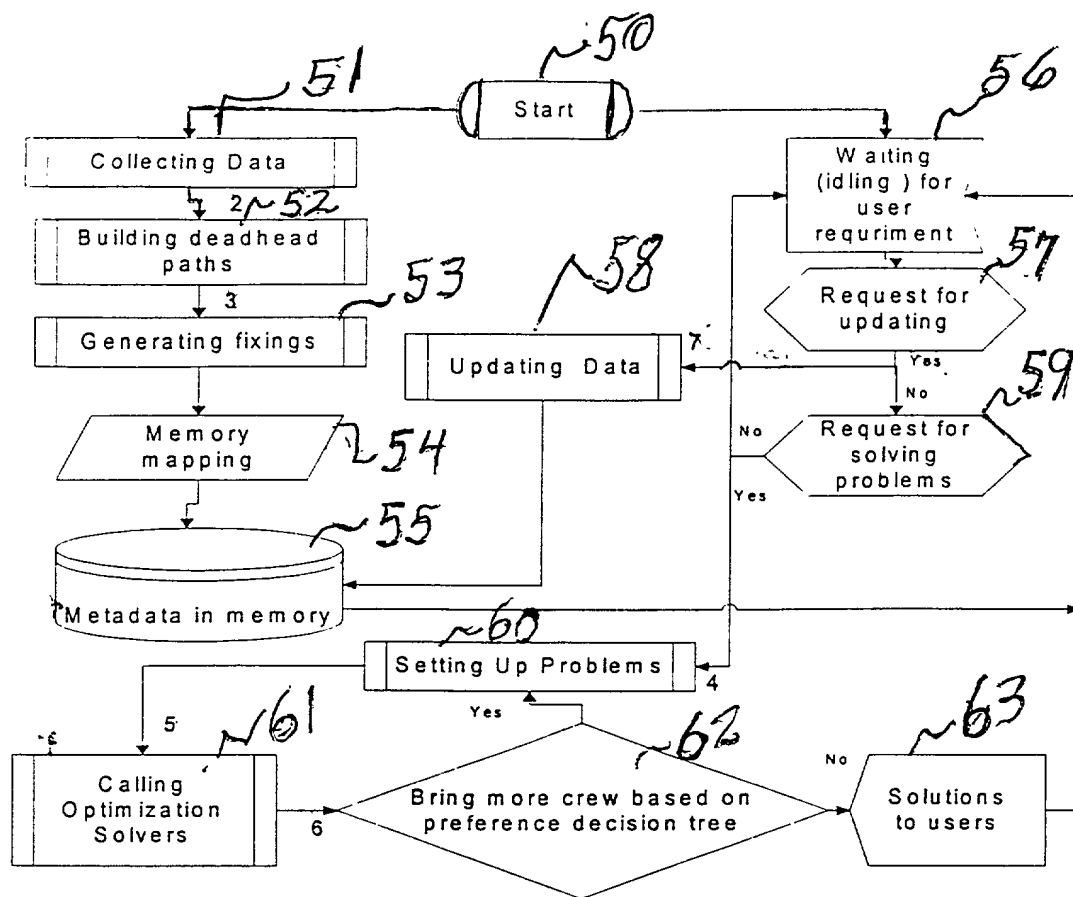 50
51
Start
56
Collecting Data
Waiting
(idling ) for
user
requriment
2
52
Building deadhead
paths
57
3
53
58
Request for
updating
Generating fixings
Updating Data
7
Yes
No
59
Memory
mapping
54
No
Request for
solving
problems
Yes
55
Metadata in memory
60
Setting Up Problems
4
Yes
5
61
62
63
No
Calling
Optimization
Solvers
6
Bring more crew based on
preference decision tree
Solutions
to users